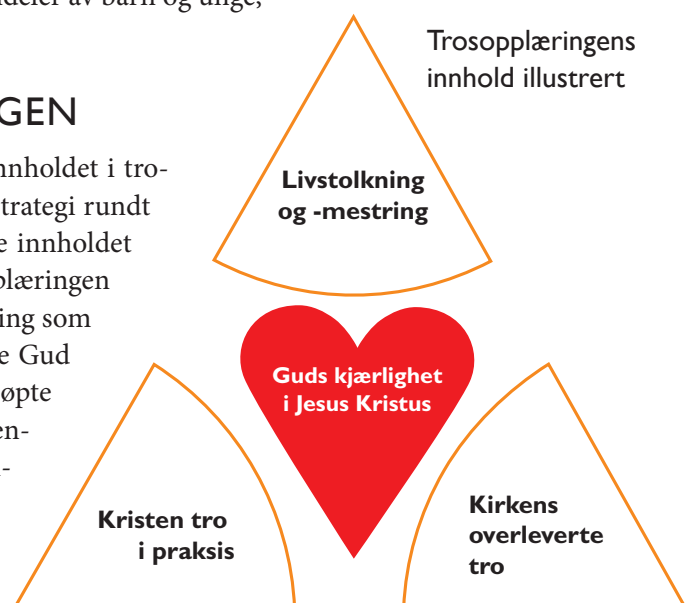 deler av barn og unge,
GEN
nnholdet i tro-
trategi rundt
e innholdet
plæringen
ing som
e Gud
øpte
en-
-
Trosopplæringens
innhold illustrert
Livstolkning
og -mestring
Guds kjærlighet
i Jesus Kristus
Kristen tro
i praksis
Kirkens
overleverte
tro